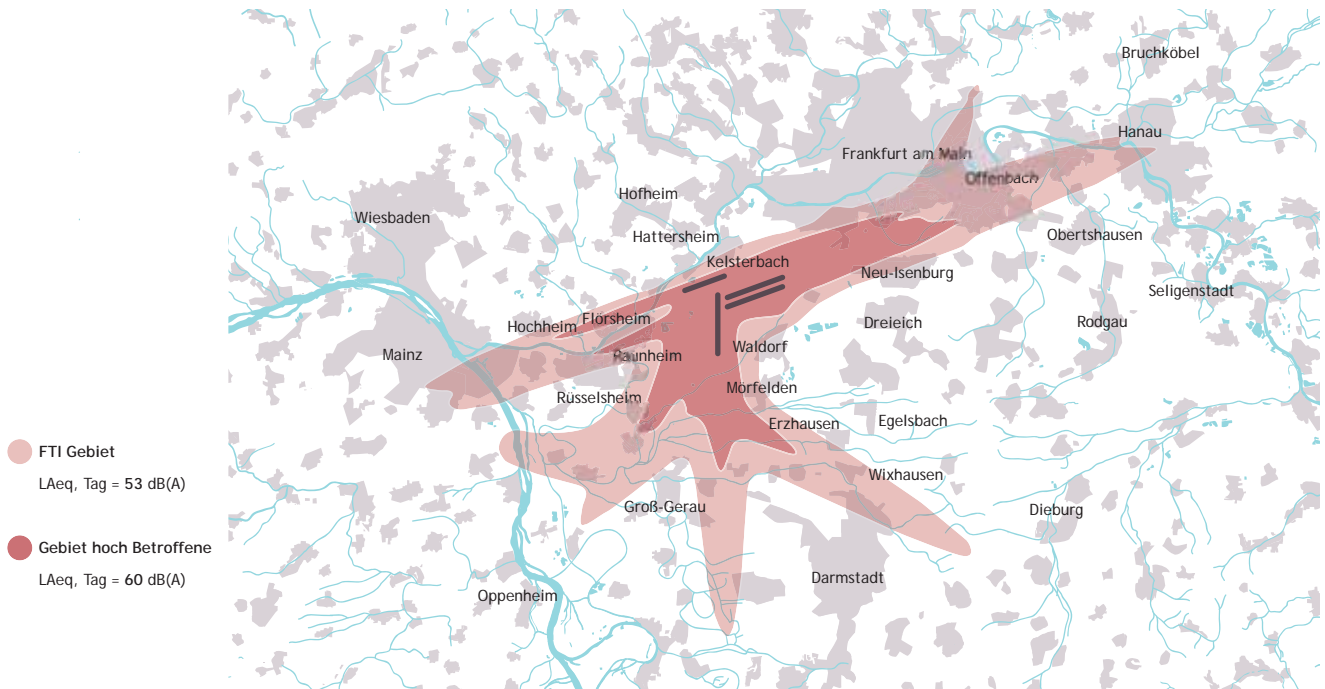 Bruchköbel
Hanau
Frankfurt am Main
Offenbach
Hofheim
Wiesbaden
Hattersheim
Obertshausen
Kelsterbach
Neu-Isenburg
Seligenstadt
Hochheim
Flörsheim
Dreieich
Rodgau
Mainz
Raunheim
Waldorf
Mörfelden
Rüsselsheim
Erzhausen
Egelsbach
FTI Gebiet
LAeq, Tag = 53 dB(A)
Wixhausen
Groß-Gerau
Dieburg
Gebiet hoch Betroffene
LAeq, Tag = 60 dB(A)
Darmstadt
Oppenheim